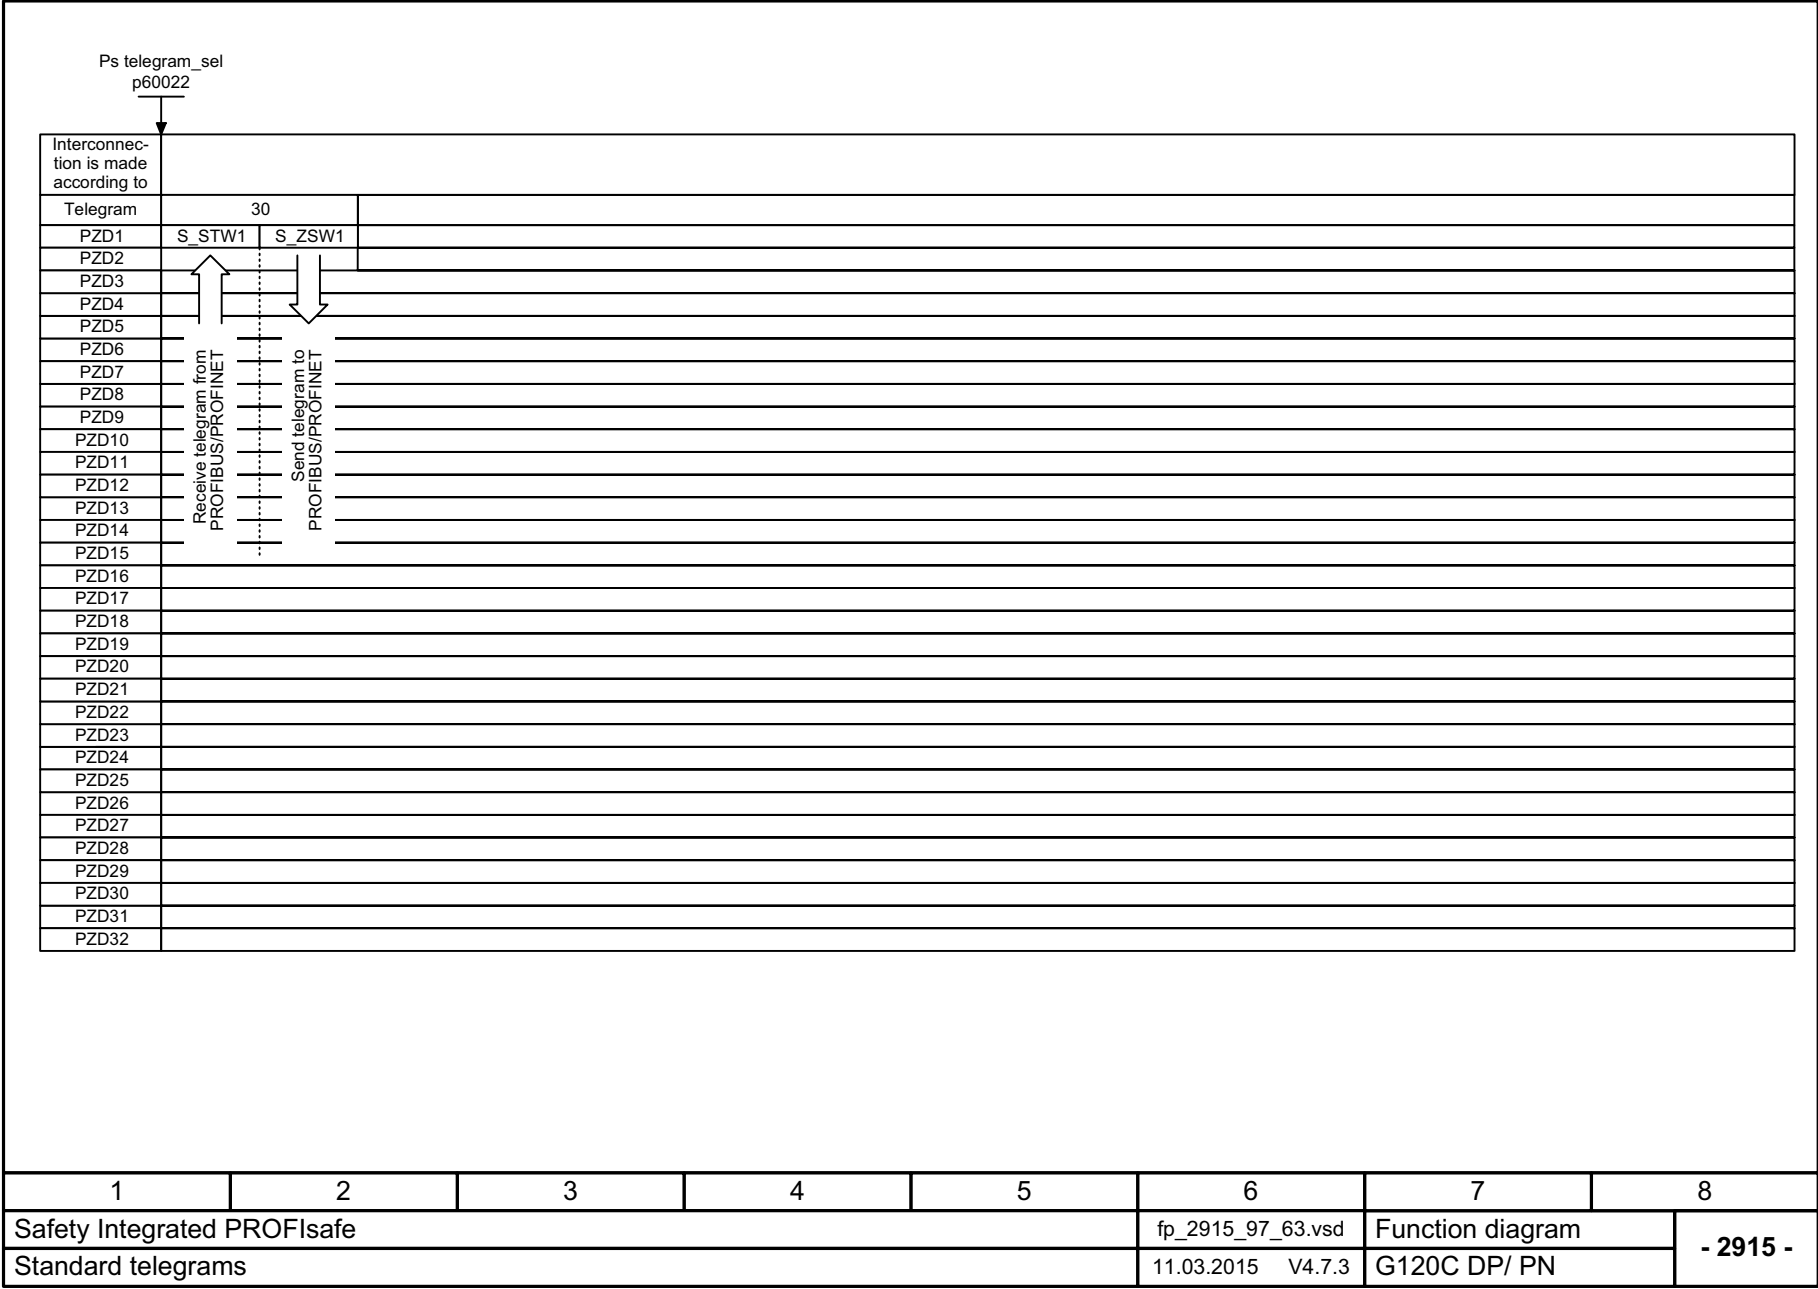 Ps telegram_sel
p60022
Interconnec-
tion is made
according to
Telegram 30
PZD1 S_STW1 S_ZSW1
PZD2
PZD3
PZD4
PZD5
PZD6
PZD7
PZD8
PZD9
PZD10
PZD11
PZD12
PZD13
PZD14
PZD15
PZD16
PZD17
PZD18
PZD19
PZD20
PZD21
PZD22
PZD23
PZD24
PZD25
PZD26
PZD27
PZD28
PZD29
PZD30
PZD31
PZD32
Receive telegram from
PROFIBUS/PROFINET
Send telegram to
PROFIBUS/PROFINET
1 2 3 4 5 6 7 8
Safety Integrated PROFIsafe fp_2915_97_63.vsd Function diagram
- 2915 -
Standard telegrams 11.03.2015 V4.7.3 G120C DP/ PN